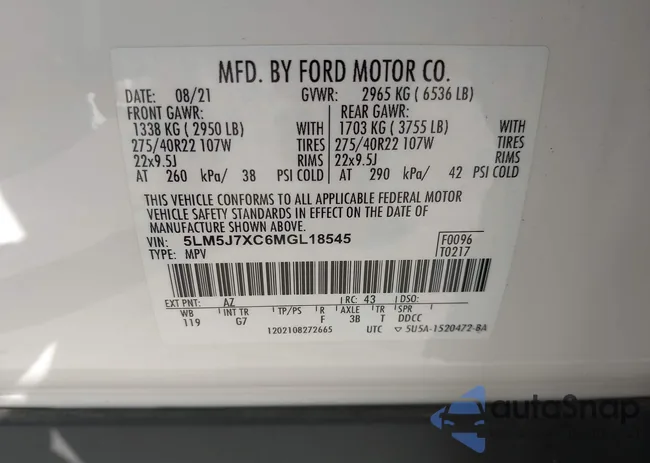 MFD. BY FORD MOTOR CO.
DATE: 08/21 GVWR: 2965 KG ( 6536 LB)
FRONT GAWR: REAR GAWR:
1338 KG ( 2950 LB) WITH 1703 KG ( 3755 LB) WITH
275/40R22 107W TIRES 275/40R22 107W TIRES
22x9.5J RIMS 22x9.5J RIMS
AT 260 kPa/ 38 PSI COLD AT 290 kPa/ 42 PSI COLD
THIS VEHICLE CONFORMS TO ALL APPLICABLE FEDERAL MOTOR
VEHICLE SAFETY STANDARDS IN EFFECT ON THE DATE OF
MANUFACTURE SHOWN ABOVE.
VIN: 5LM5J7XC6MGL18545 F0096
TYPE: MPV T0217
EXT PNT: AZ RC: 43 DSO:
WB INT TR TP/PS R AXLE TR SPR
119 G7 F 3B T DDCC
1202108272665 UTC ▽ 5U5A-1520472-BA
autoSnap